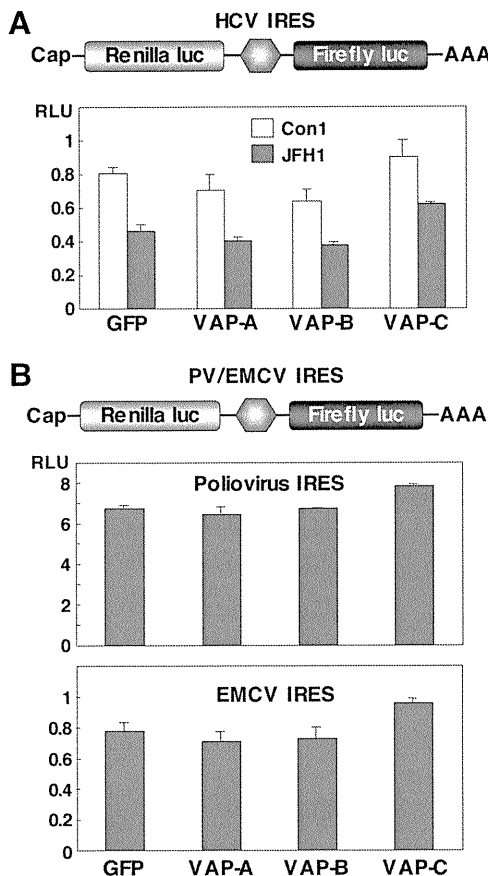 A
HCV IRES
Cap Renilla luc Firefly luc AAA
RLU
Con1
JFH1
1
0.8
0.6
0.4
0.2
0
GFP VAP-A VAP-B VAP-C
B
PV/EMCV IRES
Cap Renilla luc Firefly luc AAA
RLU
Poliovirus IRES
8
6
4
2
0
EMCV IRES
1
0.8
0.6
0.4
0.2
0
GFP VAP-A VAP-B VAP-C